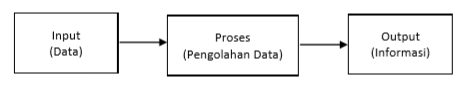 Input
(Data)
Proses
(Pengolahan Data)
Output
(Informasi)